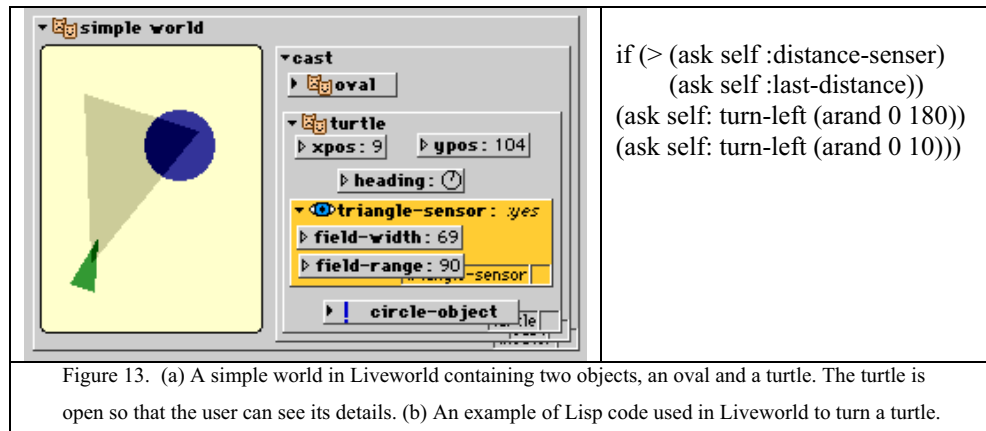 simple world
cast
oval
turtle
xpos: 9
ypos: 104
heading:
triangle-sensor: :yes
field-width: 69
field-range: 90
-sensor
circle-object
if (> (ask self :distance-senser)
(ask self :last-distance))
(ask self: turn-left (arand 0 180))
(ask self: turn-left (arand 0 10)))
Figure 13. (a) A simple world in Liveworld containing two objects, an oval and a turtle. The turtle is
open so that the user can see its details. (b) An example of Lisp code used in Liveworld to turn a turtle.